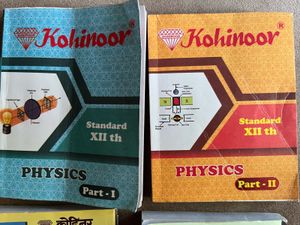 Kohinoor®
Standard
XII th
PHYSICS
Part - I
Kohinoor®
Standard
XII th
PHYSICS
Part - II
कोहिनूर